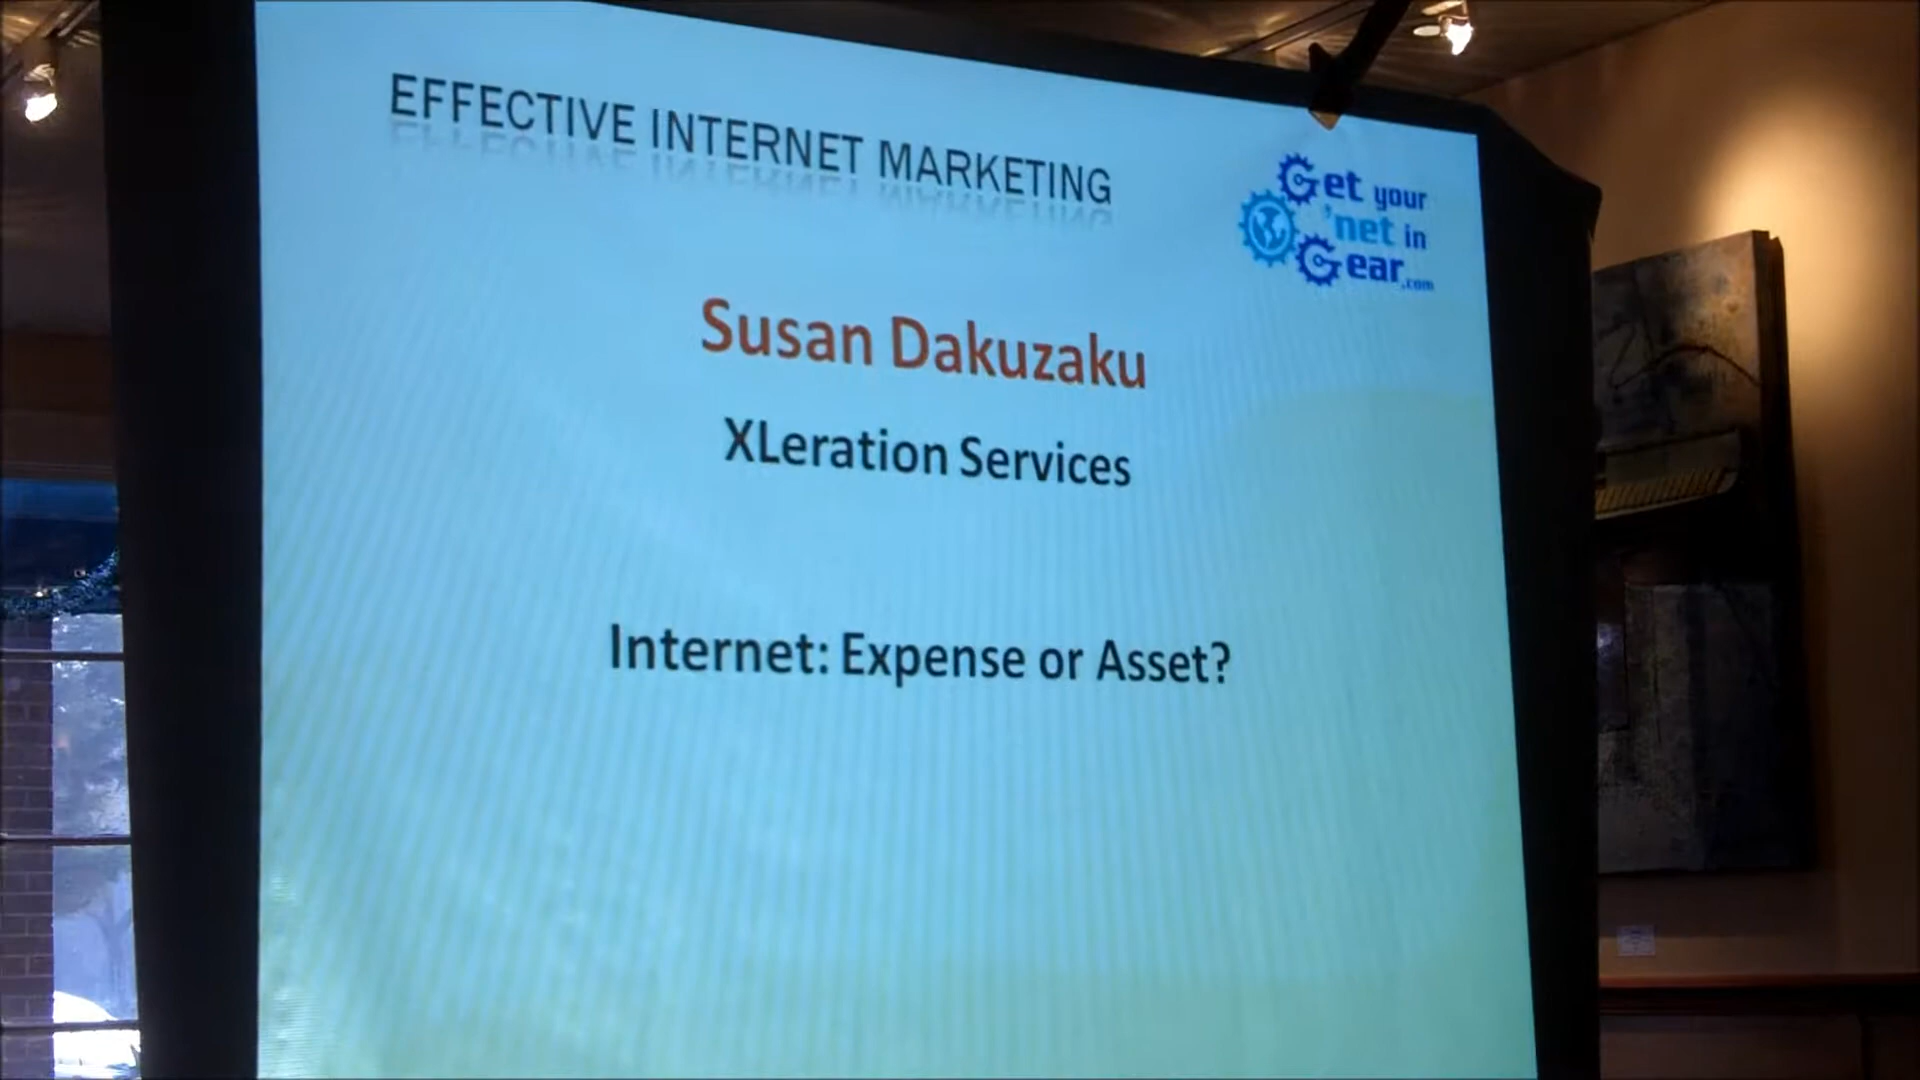 EFFECTIVE INTERNET MARKETING
Get your
'net in
Gear.com
Susan Dakuzaku
XLeration Services
Internet: Expense or Asset?